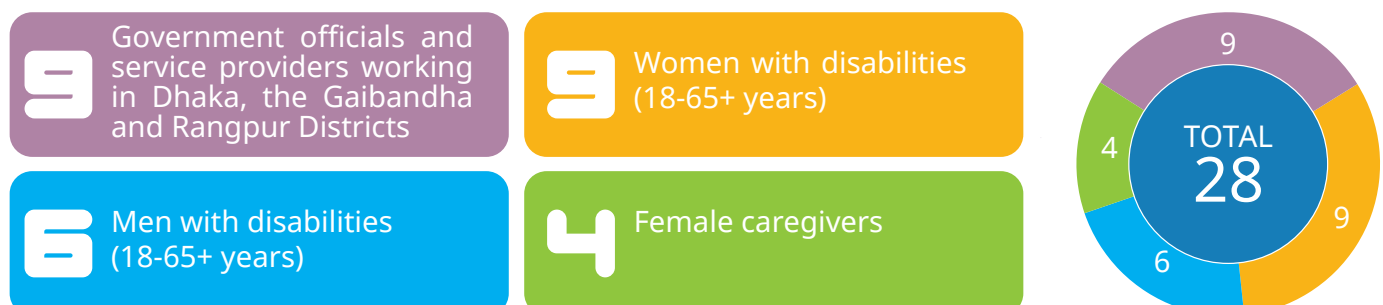 9
Government officials and
service providers working
in Dhaka, the Gaibandha
and Rangpur Districts
9
Women with disabilities
(18-65+ years)
6
Men with disabilities
(18-65+ years)
4
Female caregivers
9
4
TOTAL
28
9
6